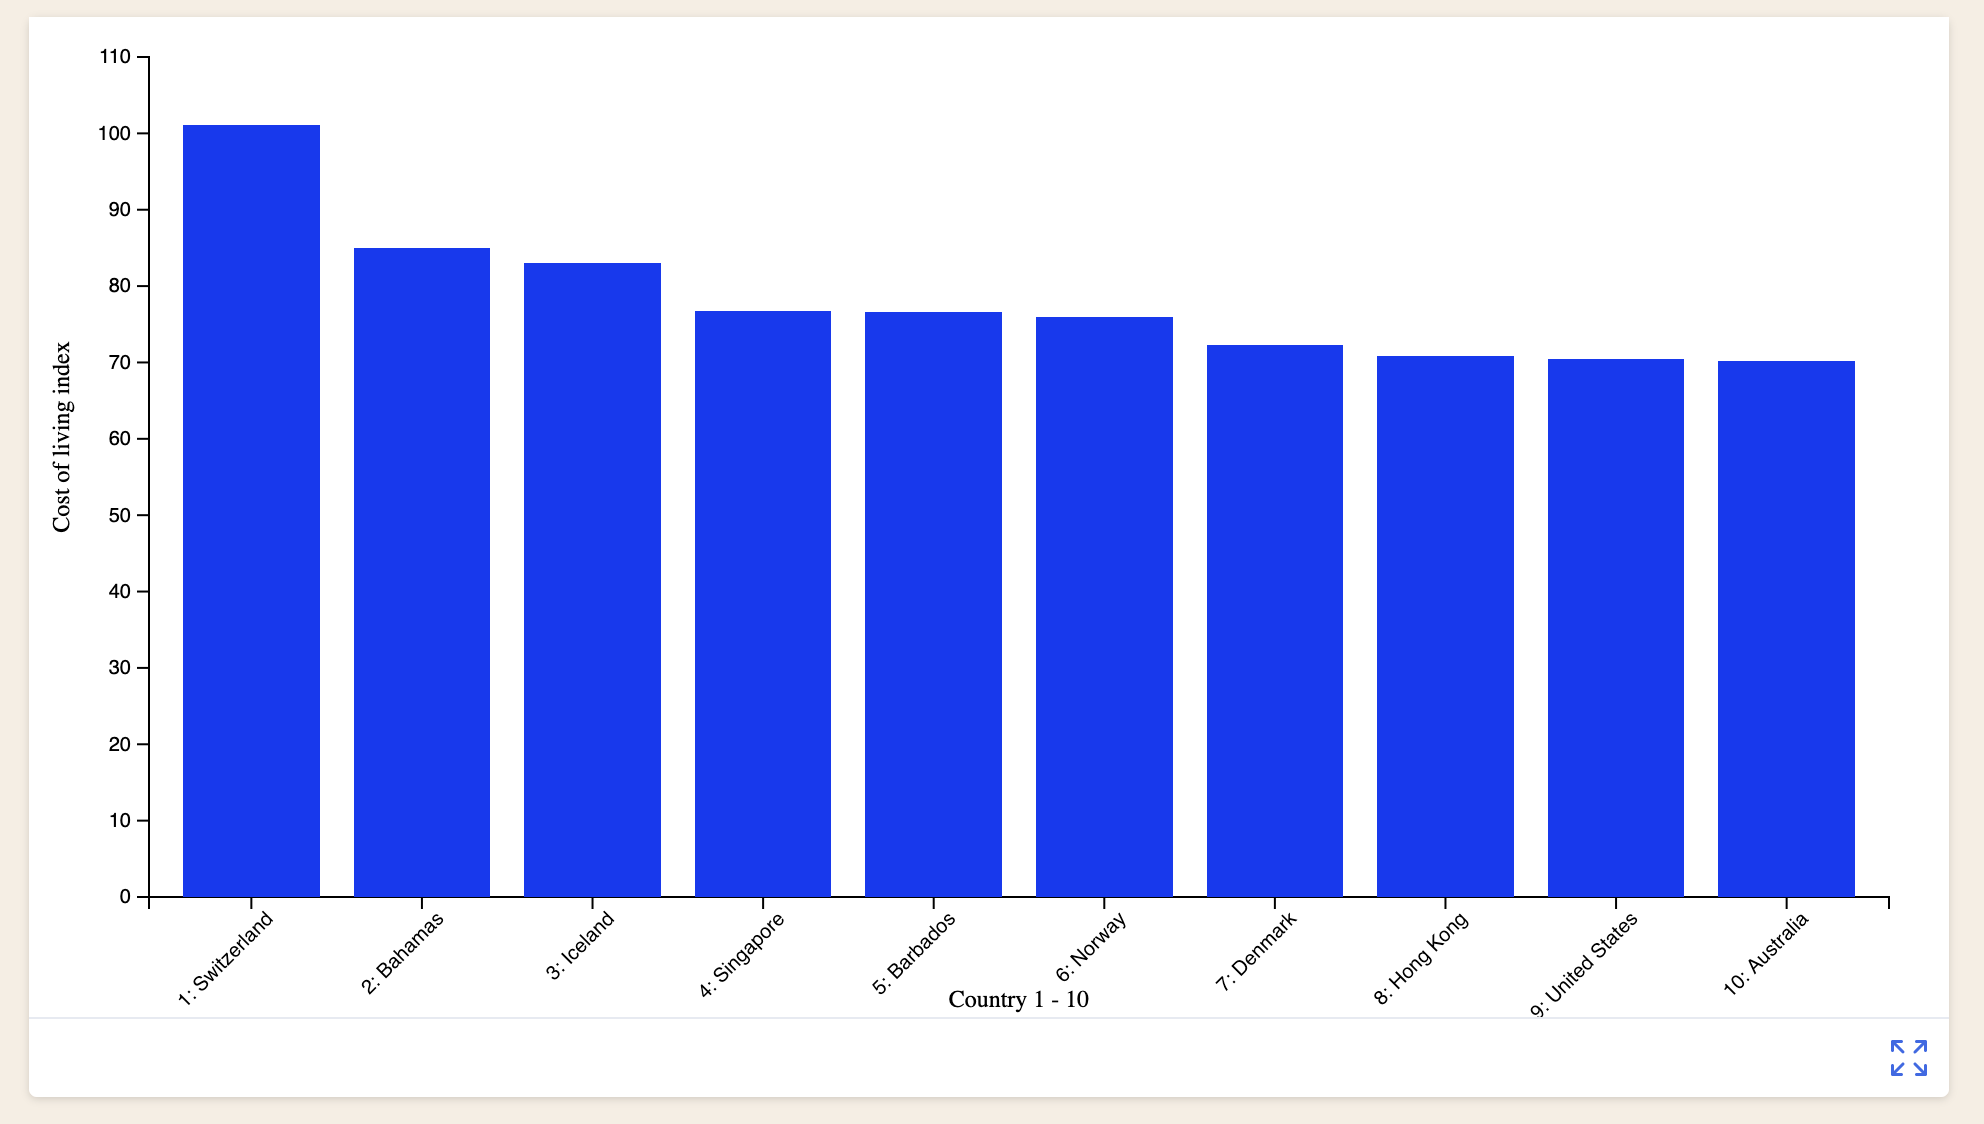 110
100
90
80
70
60
50
40
30
20
10
0
Cost of living index
1: Switzerland
2: Bahamas
3: Iceland
4: Singapore
5: Barbados
6: Norway
7: Denmark
8: Hong Kong
9: United States
10: Australia
Country 1 - 10